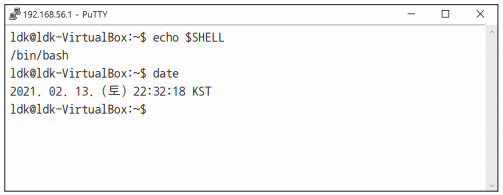 192.168.56.1 - PuTTY
ldk@ldk-VirtualBox:~$ echo $SHELL
/bin/bash
ldk@ldk-VirtualBox:~$ date
2021. 02. 13. (토) 22:32:18 KST
ldk@ldk-VirtualBox:~$